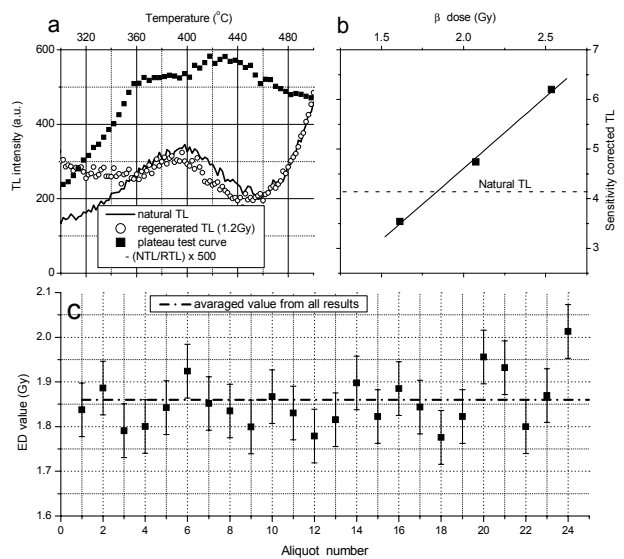 Temperature (°C)
320 360 400 440 480
a
600
500
400
300
200
100
0
TL intensity (a.u.)
natural TL
regenerated TL (1.2Gy)
plateau test curve
- (NTL/RTL) x 500
β dose (Gy)
1.5 2.0 2.5
b
7
6
5
4
3
Sensitivity corrected TL
Natural TL
C
avaraged value from all results
2.1
2.0
1.9
1.8
1.7
1.6
ED value (Gy)
0 2 4 6 8 10 12 14 16 18 20 22 24
Aliquot number